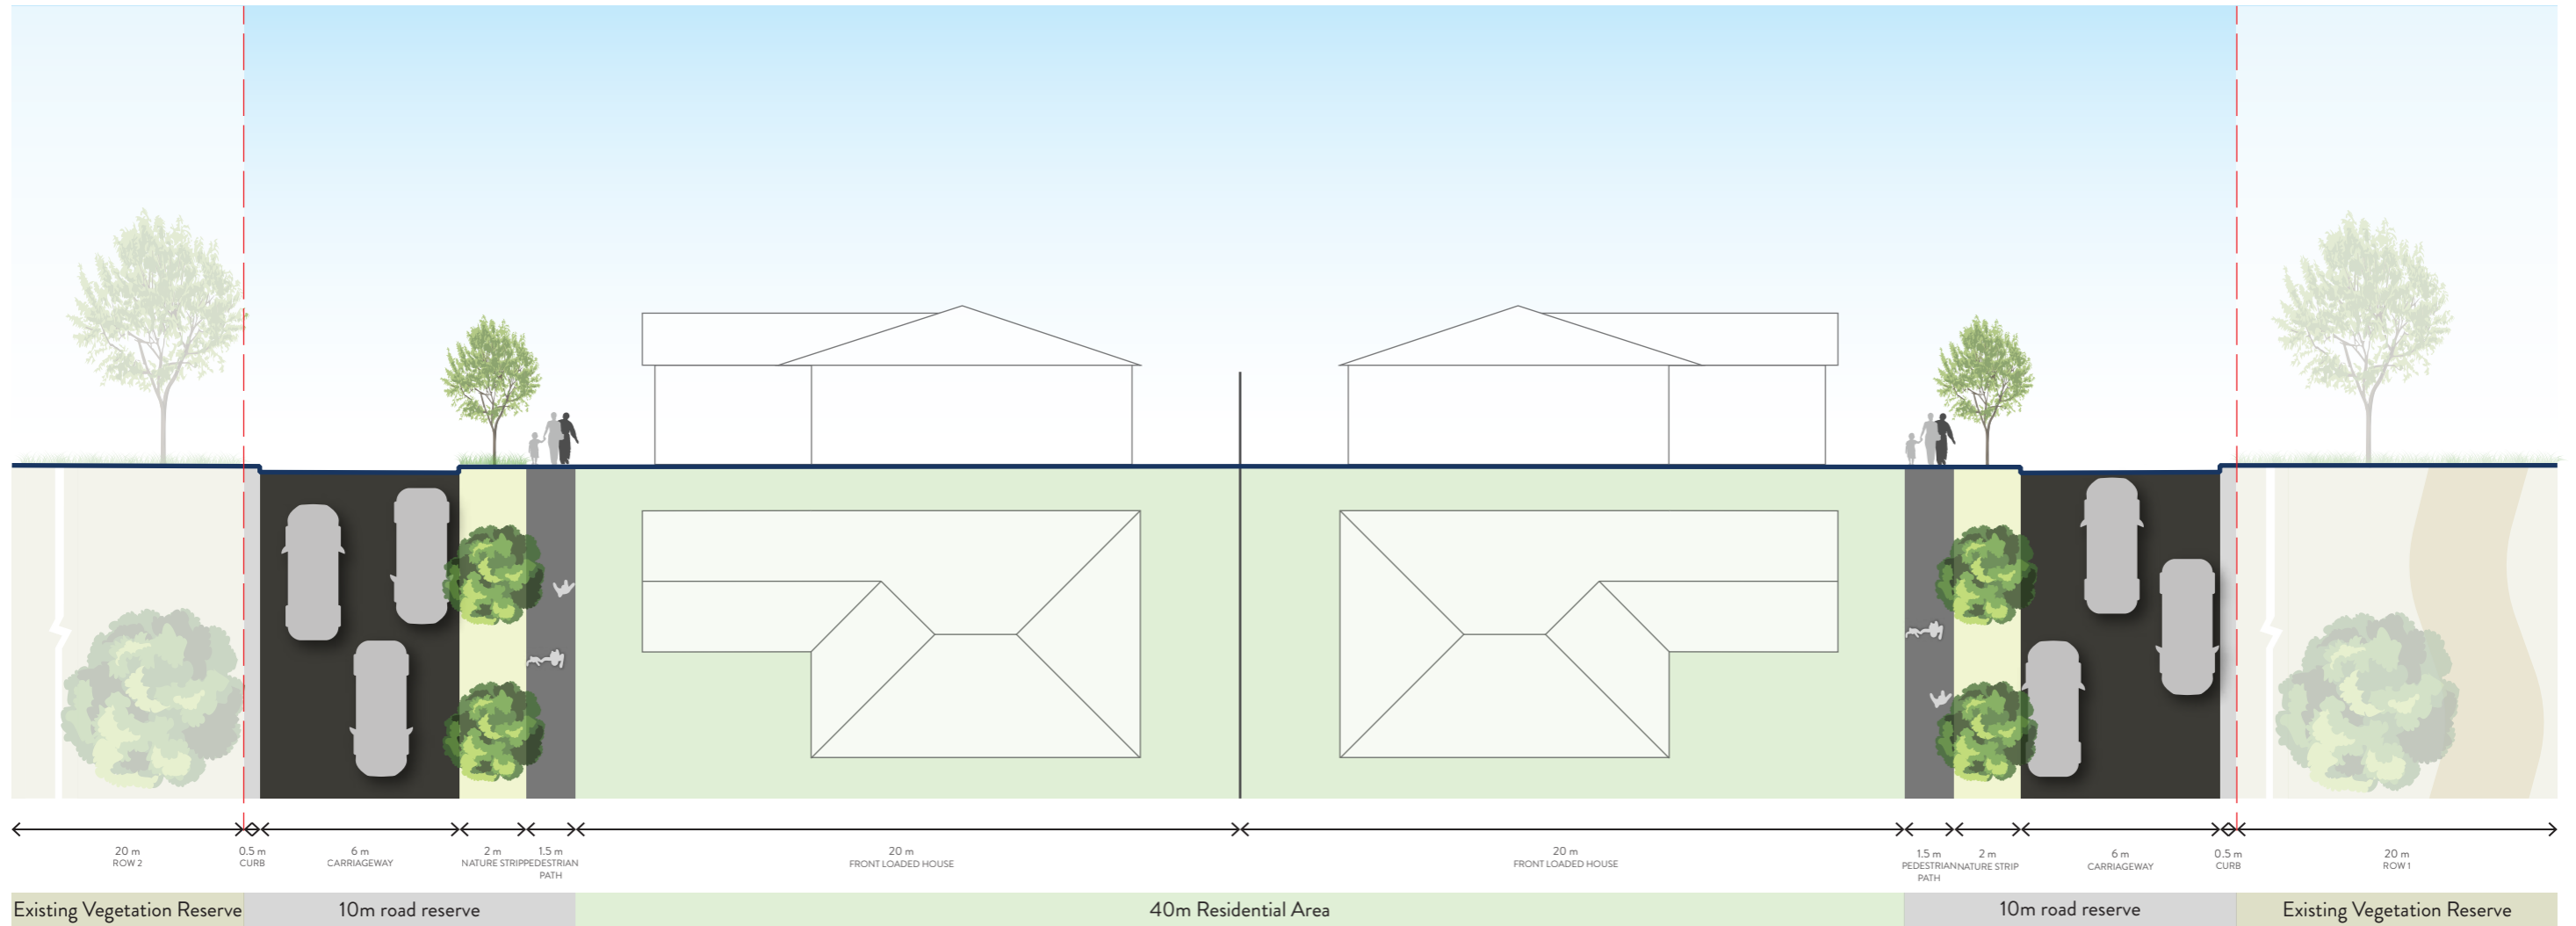 20 m
ROW 2
0.5 m
CURB
6 m
CARRIAGEWAY
2 m
NATURE STRIP
1.5 m
PEDESTRIAN
PATH
20 m
FRONT LOADED HOUSE
20 m
FRONT LOADED HOUSE
1.5 m
PEDESTRIAN
PATH
2 m
NATURE STRIP
6 m
CARRIAGEWAY
0.5 m
CURB
20 m
ROW 1
Existing Vegetation Reserve
10m road reserve
40m Residential Area
10m road reserve
Existing Vegetation Reserve